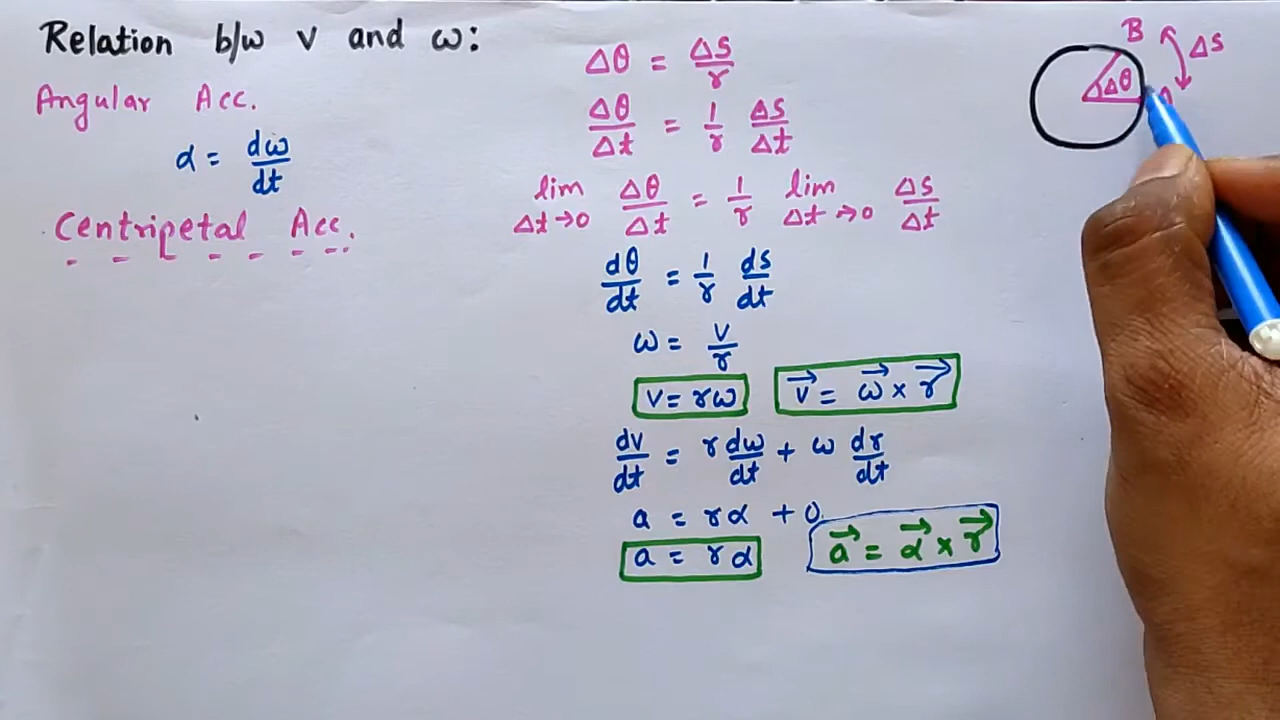 Relation b/w v and ω:
Angular Acc.
α = dω/dt
Centripetal Acc.
Δθ = Δs/r
Δθ/Δt = 1/r Δs/Δt
lim Δt→0 Δθ/Δt = 1/r lim Δt→0 Δs/Δt
dθ/dt = 1/r ds/dt
ω = v/r
v = rω
v⃗ = ω⃗ × r⃗
dv/dt = r dω/dt + ω dr/dt
a = rα + 0
a = rα
a⃗ = α⃗ × r⃗
B
Δs
Δθ